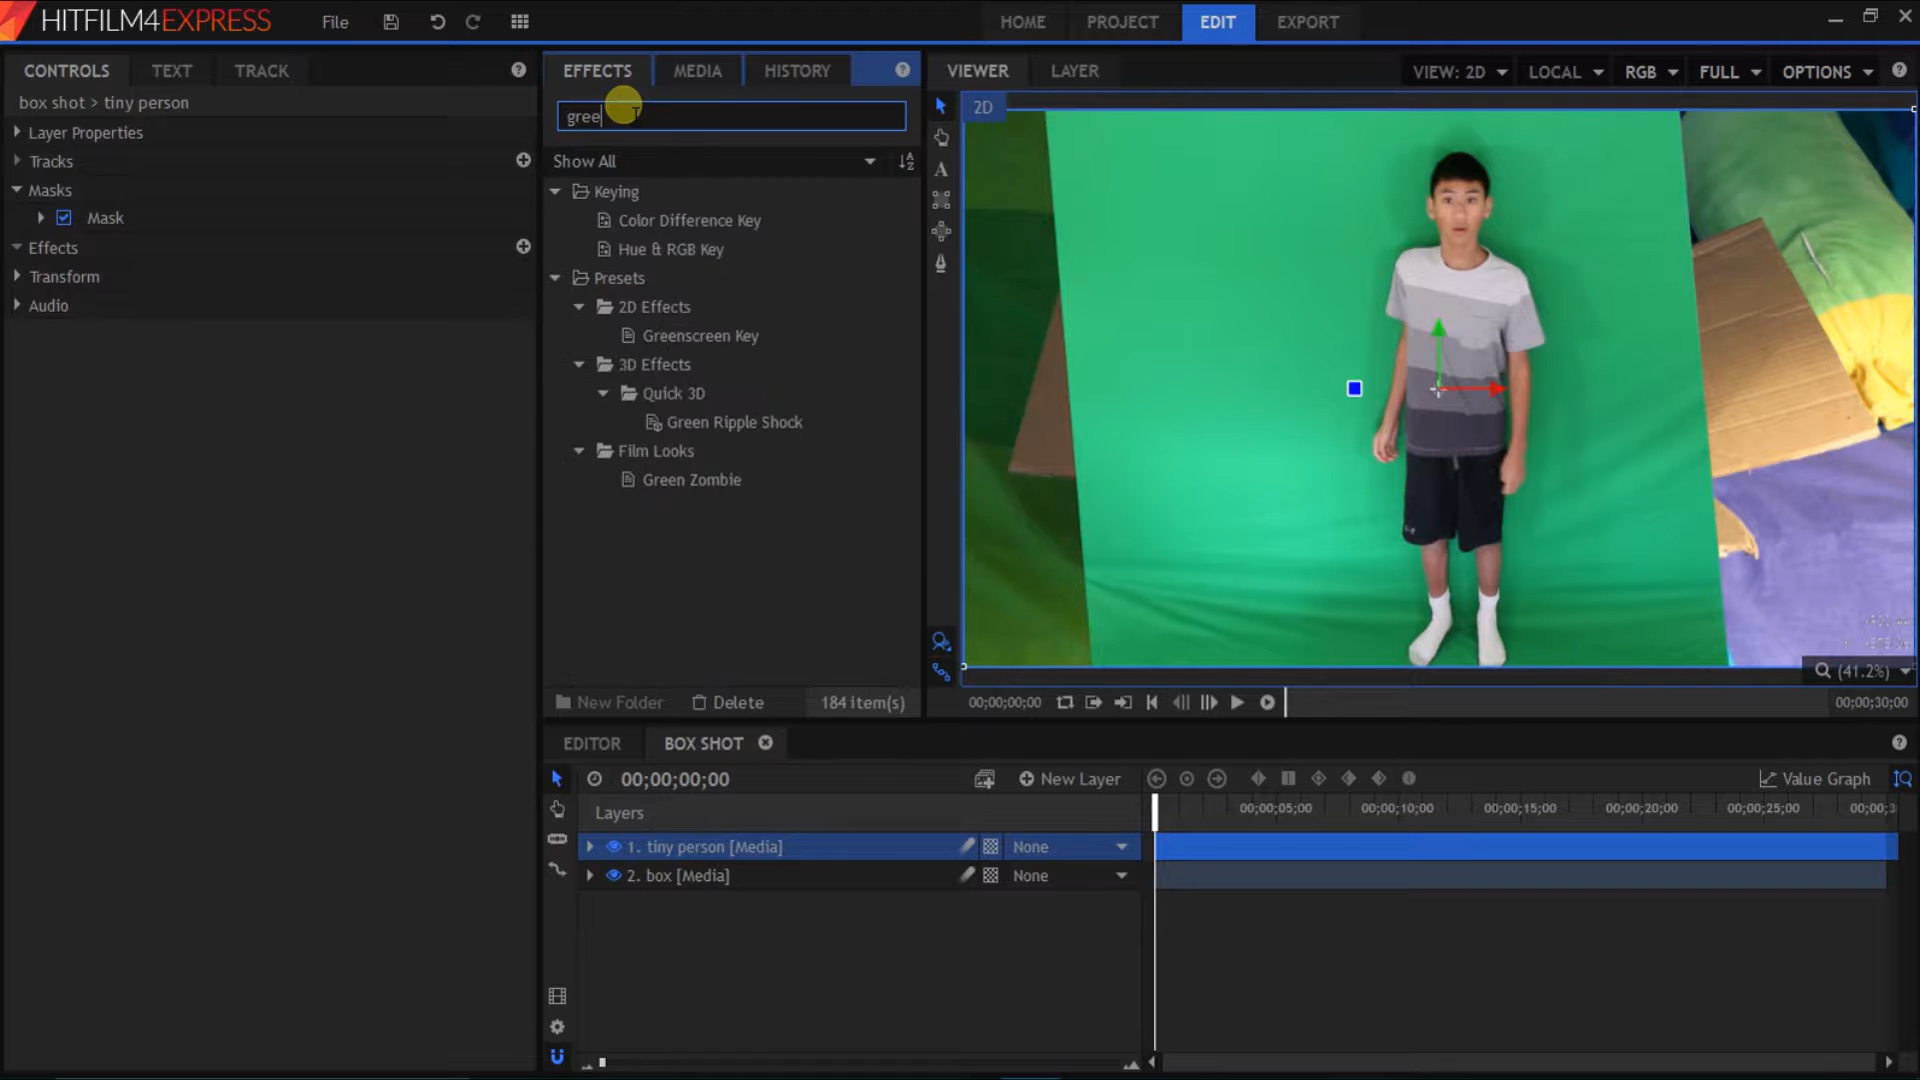 HITFILM4EXPRESS
File
HOME
PROJECT
EDIT
EXPORT
CONTROLS
TEXT
TRACK
EFFECTS
MEDIA
HISTORY
VIEWER
LAYER
VIEW: 2D
LOCAL
RGB
FULL
OPTIONS
box shot > tiny person
Layer Properties
Tracks
Masks
Mask
Effects
Transform
Audio
gree
Show All
Keying
Color Difference Key
Hue & RGB Key
Presets
2D Effects
Greenscreen Key
3D Effects
Quick 3D
Green Ripple Shock
Film Looks
Green Zombie
New Folder
Delete
184 item(s)
2D
(41.2%)
00;00;00;00
00;00;30;00
EDITOR
BOX SHOT
00;00;00;00
New Layer
Value Graph
Layers
00;00;05;00
00;00;10;00
00;00;15;00
00;00;20;00
00;00;25;00
00;00;3
1. tiny person [Media]
None
2. box [Media]
None